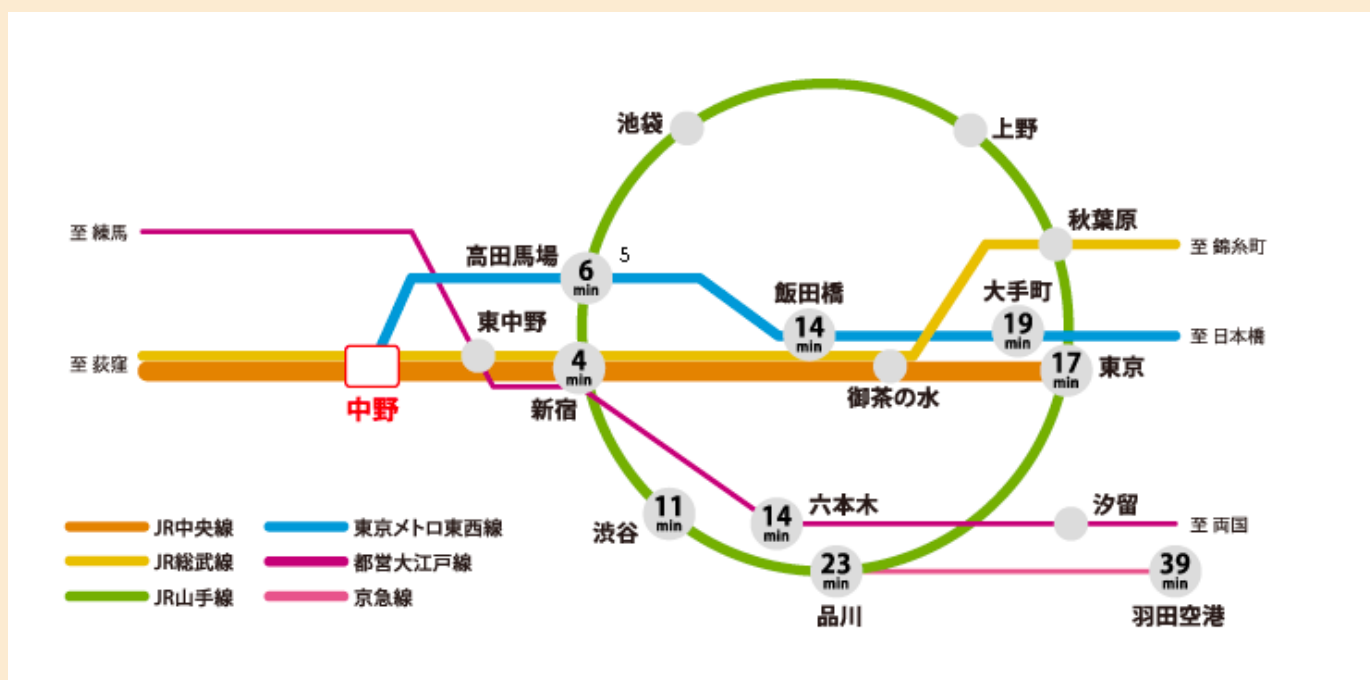 池袋
上野
秋葉原
至 練馬
高田馬場
6
min
5
至 錦糸町
大手町
飯田橋
14
min
19
min
至 日本橋
東中野
至 荻窪
4
min
17
min
東京
中野
新宿
御茶の水
11
min
渋谷
14
min
六本木
汐留
至 両国
23
min
品川
39
min
羽田空港
JR中央線
東京メトロ東西線
JR総武線
都営大江戸線
JR山手線
京急線